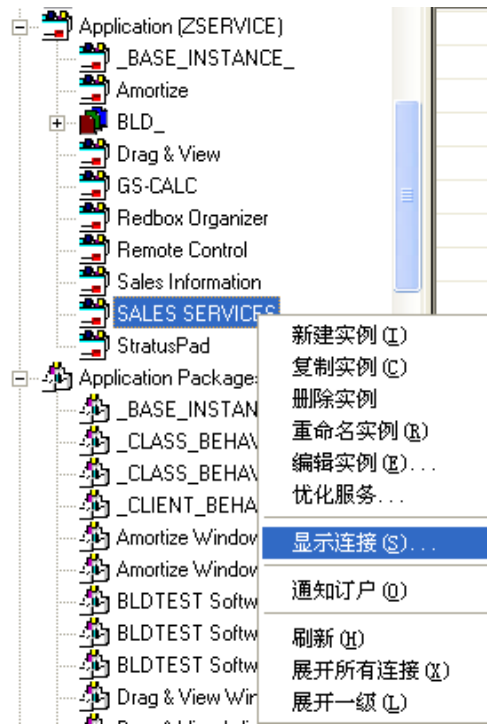 Application (ZSERVICE)
_BASE_INSTANCE_
Amortize
BLD_
Drag & View
GS-CALC
Redbox Organizer
Remote Control
Sales Information
SALES SERVICES
StratusPad
Application Package
_BASE_INSTAN
_CLASS_BEHAV
_CLASS_BEHAV
_CLIENT_BEHA
Amortize Window
Amortize Window
BLDTEST Softw
BLDTEST Softw
BLDTEST Softw
Drag & View Wir
新建实例(I)
复制实例(C)
删除实例
重命名实例(R)
编辑实例(E)...
优化服务...
显示连接(S)...
通知订户(O)
刷新(H)
展开所有连接(X)
展开一级(L)